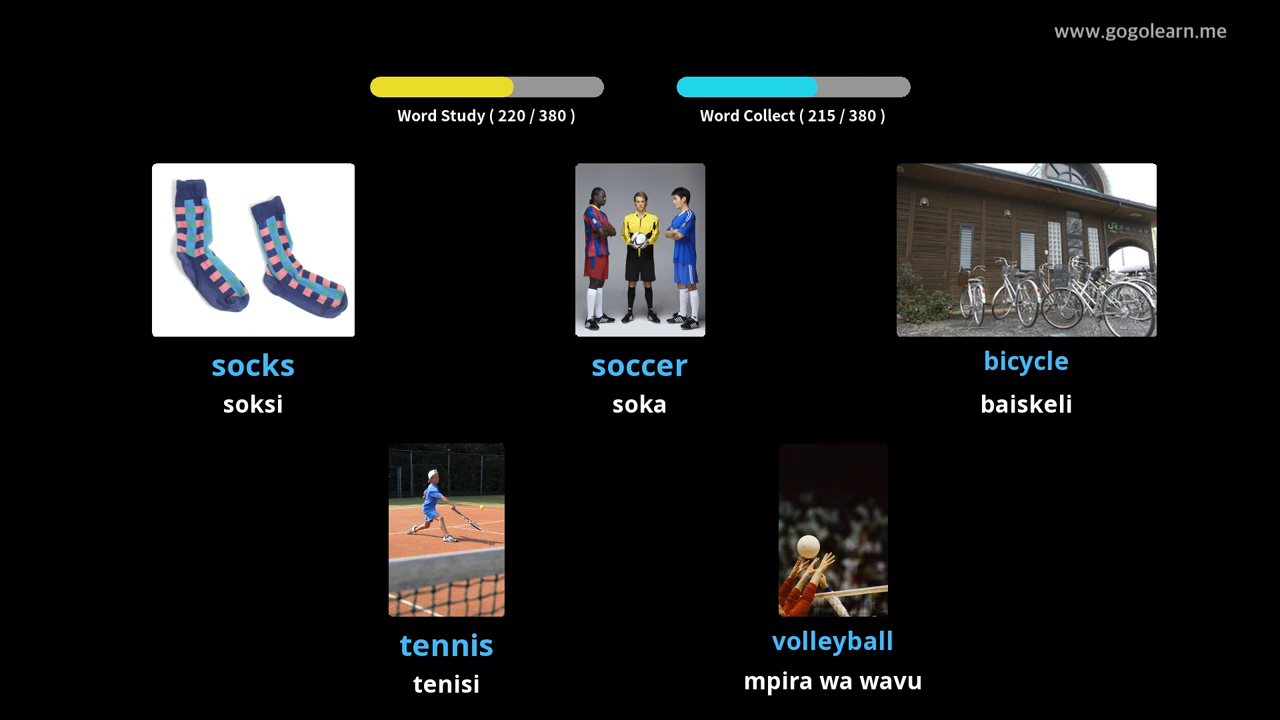 www.gogolearn.me
Word Study ( 220 / 380 )
Word Collect ( 215 / 380 )
socks
soksi
soccer
soka
bicycle
baiskeli
tennis
tenisi
volleyball
mpira wa wavu